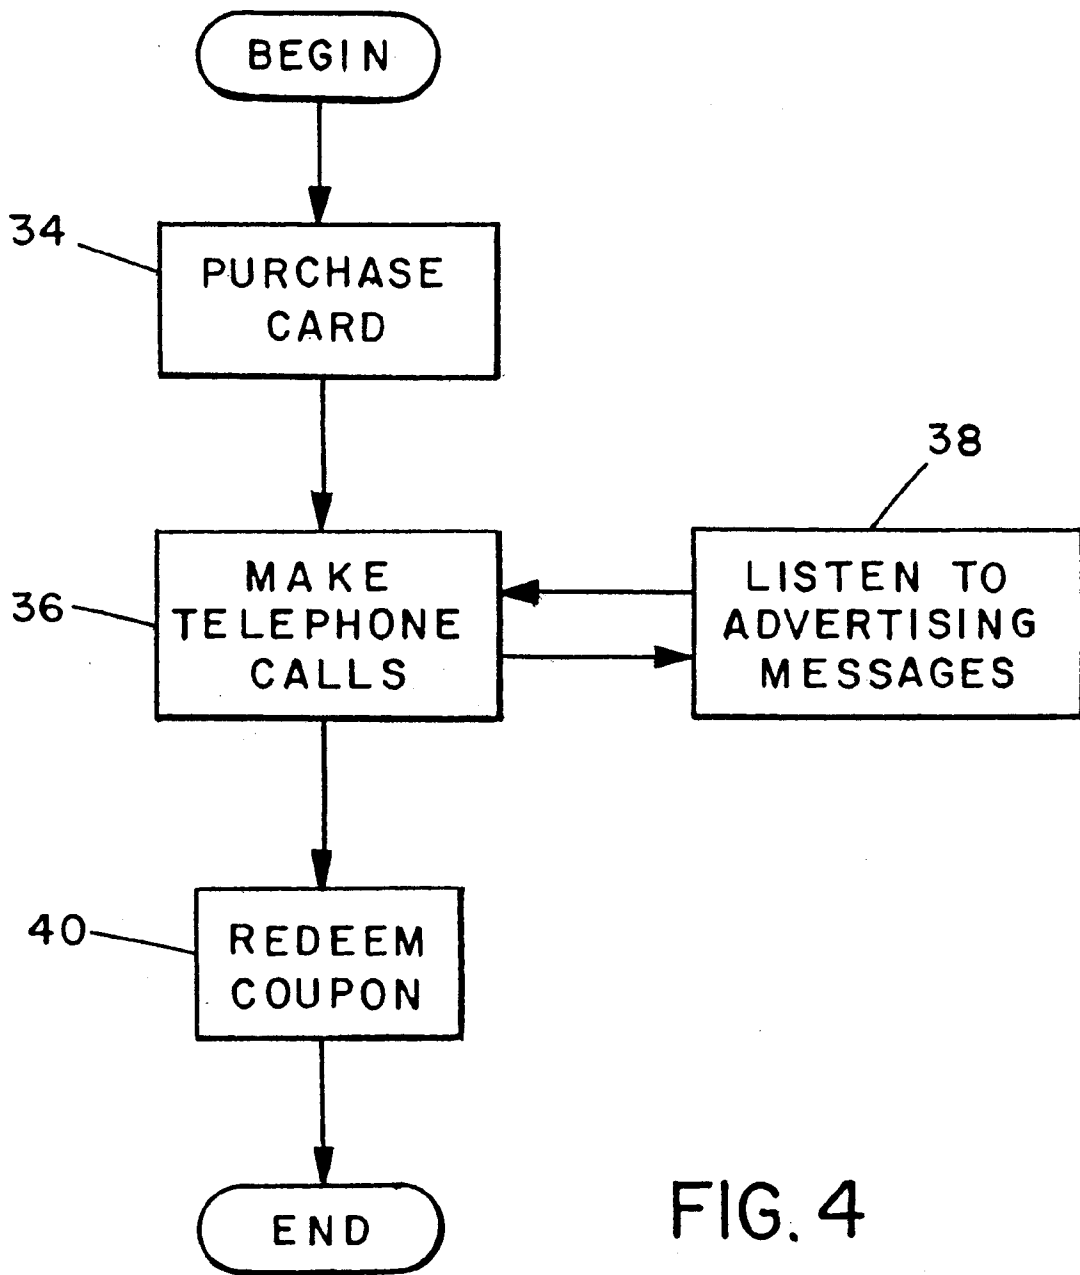 BEGIN
34
PURCHASE
CARD
38
36
MAKE
TELEPHONE
CALLS
LISTEN TO
ADVERTISING
MESSAGES
40
REDEEM
COUPON
END
FIG. 4